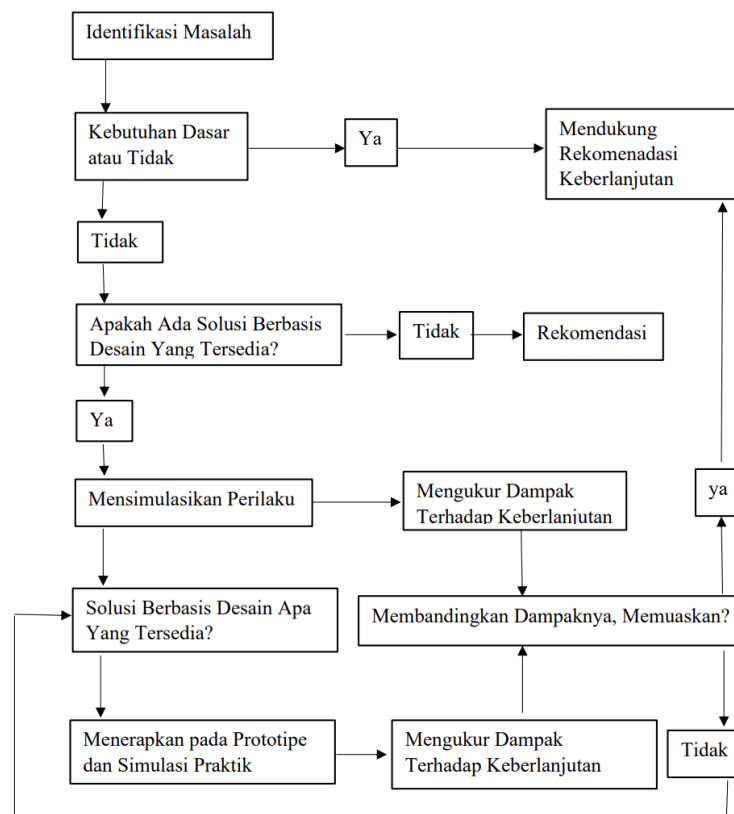 Identifikasi Masalah
Kebutuhan Dasar
atau Tidak
Ya
Mendukung
Rekomenadasi
Keberlanjutan
Tidak
Apakah Ada Solusi Berbasis
Desain Yang Tersedia?
Tidak
Rekomendasi
Ya
Mensimulasikan Perilaku
Mengukur Dampak
Terhadap Keberlanjutan
ya
Solusi Berbasis Desain Apa
Yang Tersedia?
Membandingkan Dampaknya, Memuaskan?
Menerapkan pada Prototipe
dan Simulasi Praktik
Mengukur Dampak
Terhadap Keberlanjutan
Tidak